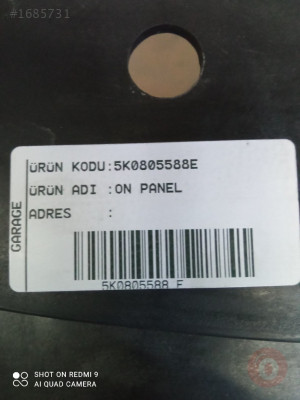 #1685731
ÜRÜN KODU:5K0805588E
ÜRÜN ADI :ON PANEL
ADRES :
GARAGE
5K0805588 E
SHOT ON REDMI 9
AI QUAD CAMERA